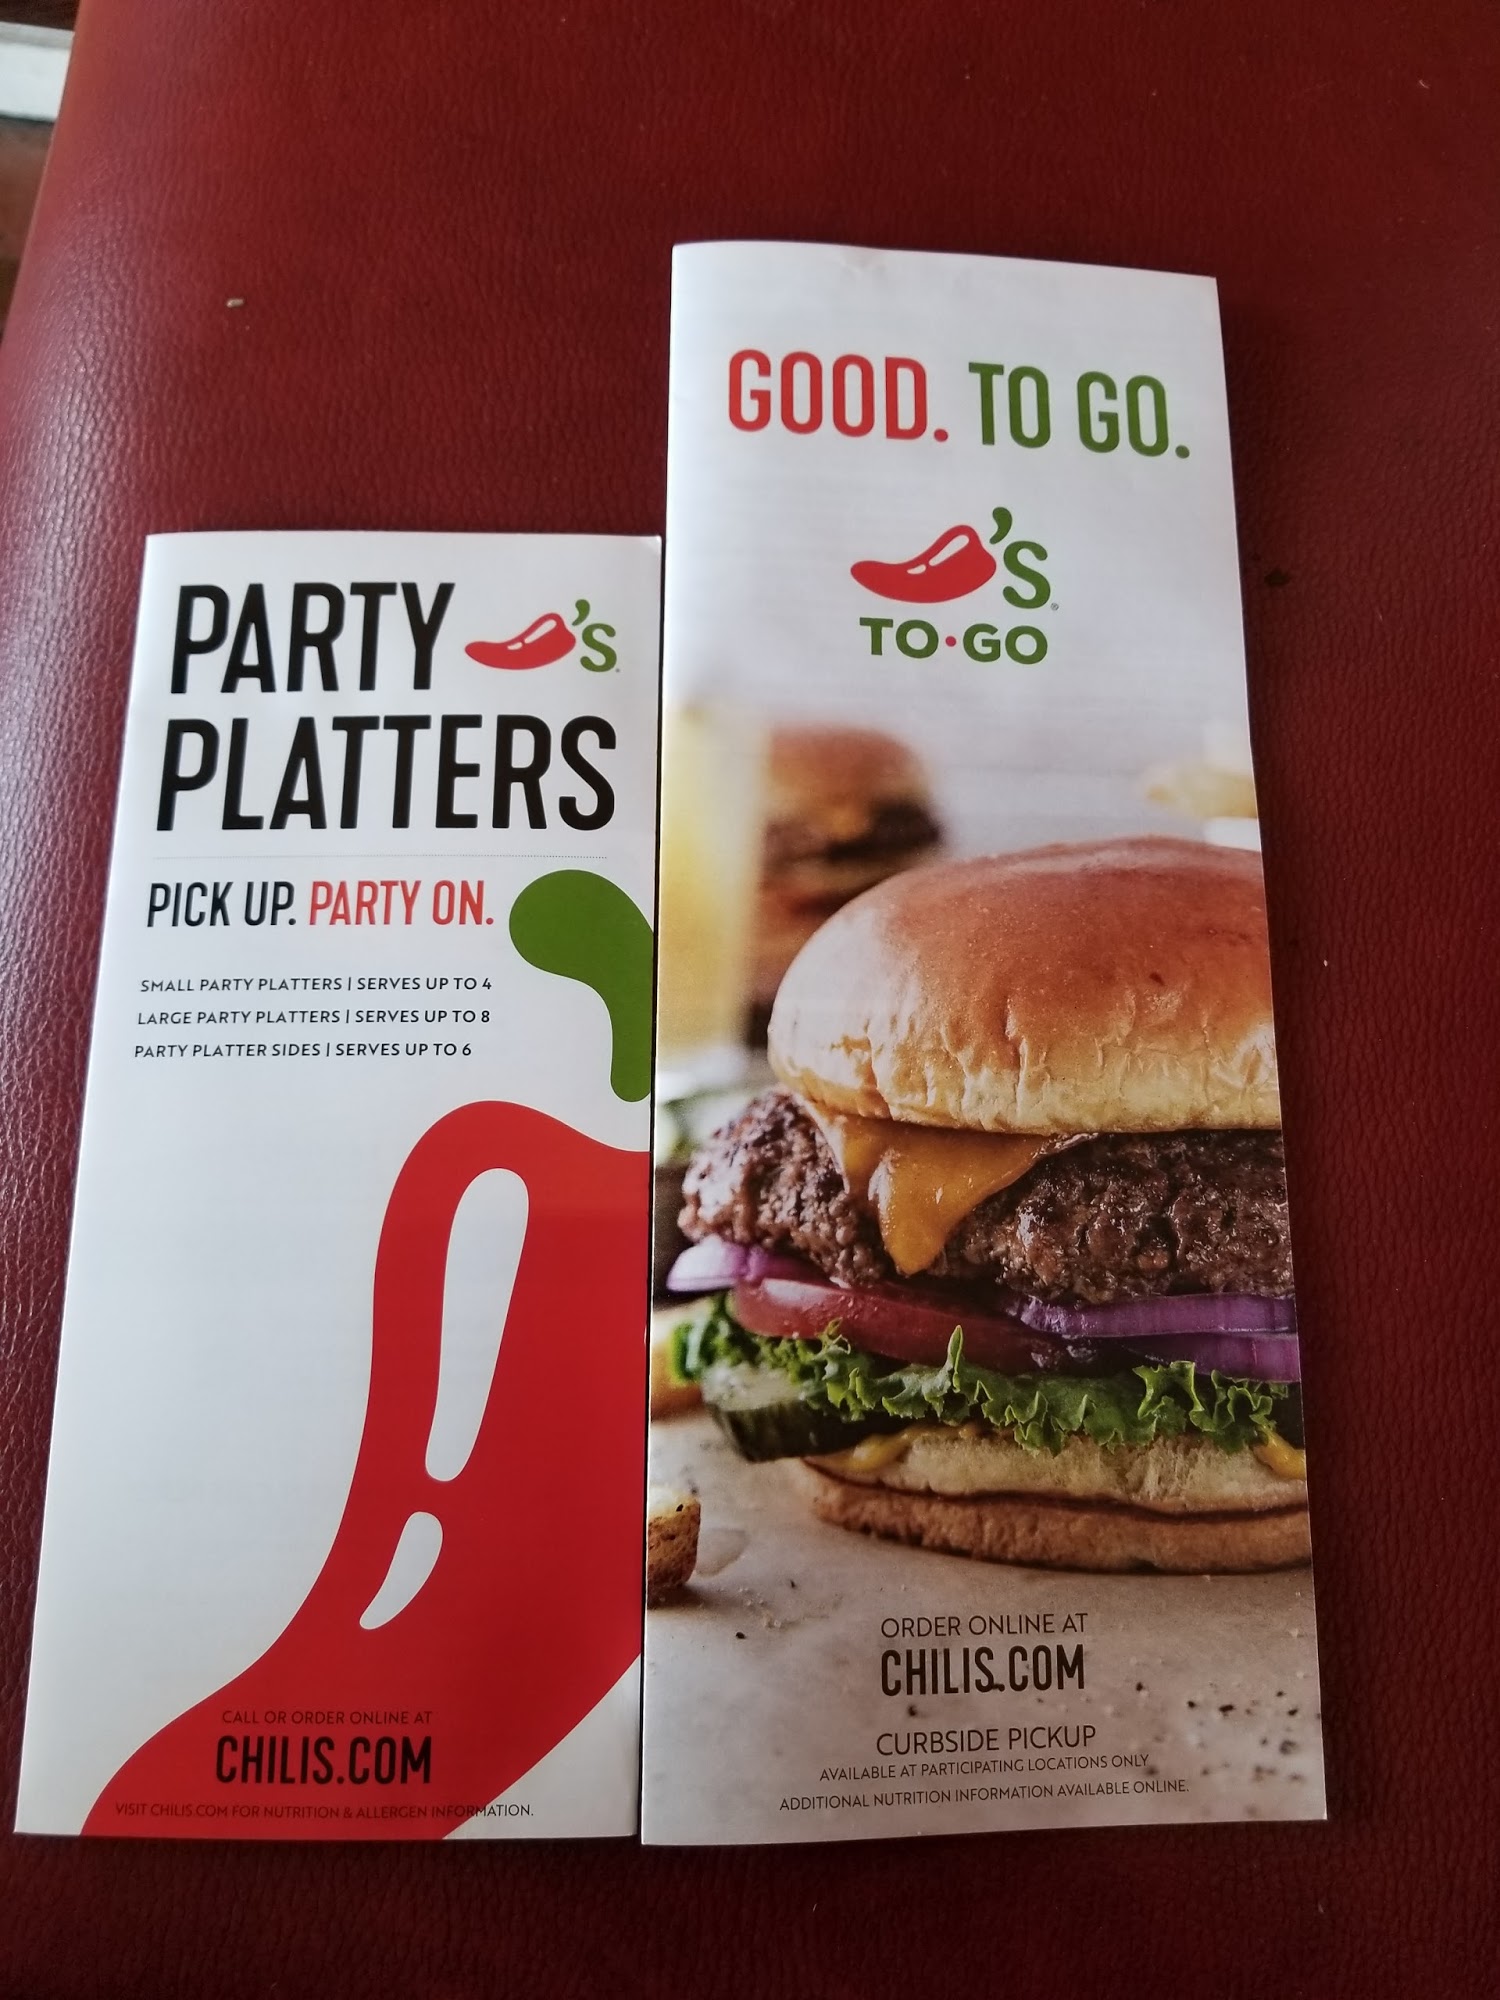 PARTY 'S
PLATTERS
PICK UP. PARTY ON.
SMALL PARTY PLATTERS | SERVES UP TO 4
LARGE PARTY PLATTERS | SERVES UP TO 8
PARTY PLATTER SIDES | SERVES UP TO 6
CALL OR ORDER ONLINE AT
CHILIS.COM
VISIT CHILIS.COM FOR NUTRITION & ALLERGEN INFORMATION.
GOOD. TO GO.
'S®
TO•GO
ORDER ONLINE AT
CHILIS.COM
CURBSIDE PICKUP
AVAILABLE AT PARTICIPATING LOCATIONS ONLY
ADDITIONAL NUTRITION INFORMATION AVAILABLE ONLINE.